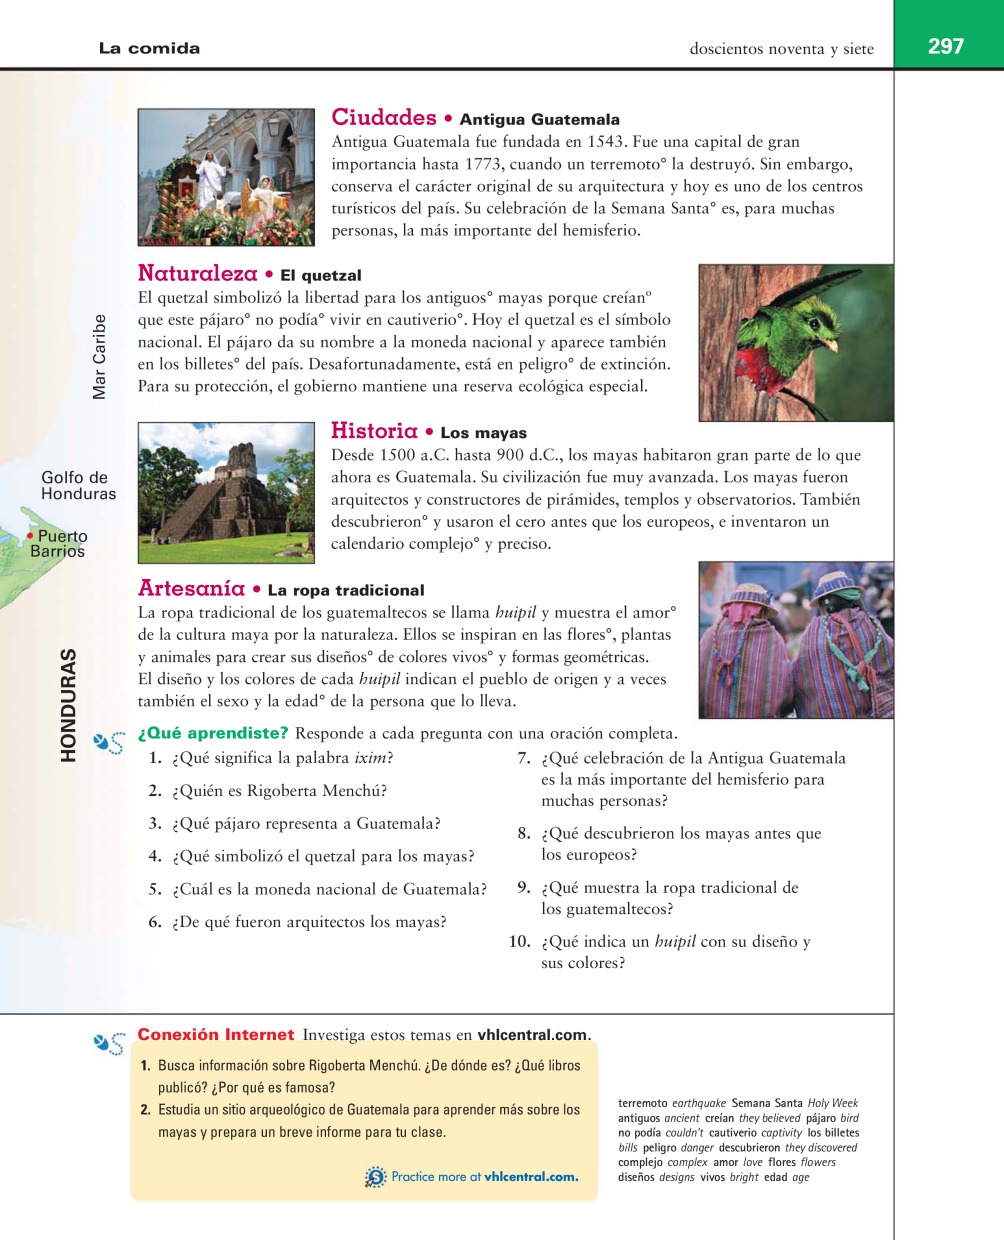 La comida
doscientos noventa y siete
297
Ciudades • Antigua Guatemala
Antigua Guatemala fue fundada en 1543. Fue una capital de gran
importancia hasta 1773, cuando un terremoto° la destruyó. Sin embargo,
conserva el carácter original de su arquitectura y hoy es uno de los centros
turísticos del país. Su celebración de la Semana Santa° es, para muchas
personas, la más importante del hemisferio.
Naturaleza • El quetzal
El quetzal simbolizó la libertad para los antiguos° mayas porque creían°
que este pájaro° no podía° vivir en cautiverio°. Hoy el quetzal es el símbolo
nacional. El pájaro da su nombre a la moneda nacional y aparece también
en los billetes° del país. Desafortunadamente, está en peligro° de extinción.
Para su protección, el gobierno mantiene una reserva ecológica especial.
Mar Caribe
Historia • Los mayas
Desde 1500 a.C. hasta 900 d.C., los mayas habitaron gran parte de lo que
ahora es Guatemala. Su civilización fue muy avanzada. Los mayas fueron
arquitectos y constructores de pirámides, templos y observatorios. También
descubrieron° y usaron el cero antes que los europeos, e inventaron un
calendario complejo° y preciso.
Golfo de
Honduras
Puerto
Barrios
Artesanía • La ropa tradicional
La ropa tradicional de los guatemaltecos se llama huipil y muestra el amor°
de la cultura maya por la naturaleza. Ellos se inspiran en las flores°, plantas
y animales para crear sus diseños° de colores vivos° y formas geométricas.
El diseño y los colores de cada huipil indican el pueblo de origen y a veces
también el sexo y la edad° de la persona que lo lleva.
HONDURAS
¿Qué aprendiste? Responde a cada pregunta con una oración completa.
1. ¿Qué significa la palabra ixim?
2. ¿Quién es Rigoberta Menchú?
3. ¿Qué pájaro representa a Guatemala?
4. ¿Qué simbolizó el quetzal para los mayas?
5. ¿Cuál es la moneda nacional de Guatemala?
6. ¿De qué fueron arquitectos los mayas?
7. ¿Qué celebración de la Antigua Guatemala
es la más importante del hemisferio para
muchas personas?
8. ¿Qué descubrieron los mayas antes que
los europeos?
9. ¿Qué muestra la ropa tradicional de
los guatemaltecos?
10. ¿Qué indica un huipil con su diseño y
sus colores?
Conexión Internet Investiga estos temas en vhlcentral.com.
1. Busca información sobre Rigoberta Menchú. ¿De dónde es? ¿Qué libros
publicó? ¿Por qué es famosa?
2. Estudia un sitio arqueológico de Guatemala para aprender más sobre los
mayas y prepara un breve informe para tu clase.
S Practice more at vhlcentral.com.
terremoto earthquake Semana Santa Holy Week
antiguos ancient creían they believed pájaro bird
no podía couldn't cautiverio captivity los billetes
bills peligro danger descubrieron they discovered
complejo complex amor love flores flowers
diseños designs vivos bright edad age